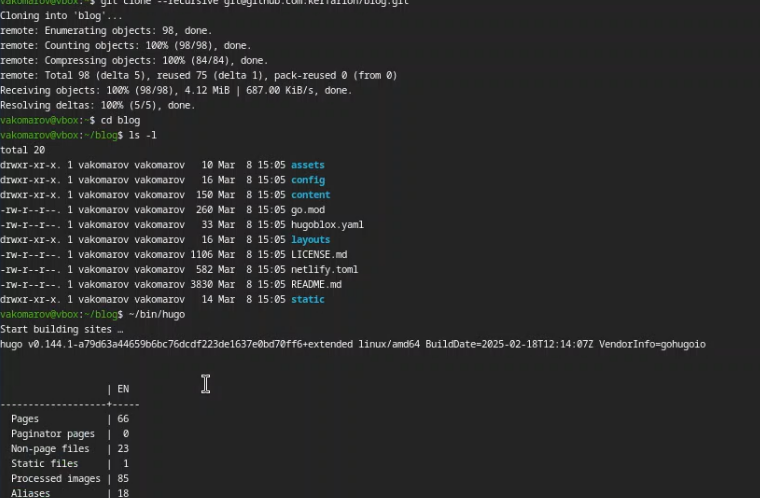 vakomarov@vbox:~$ git clone --recursive git@github.com:kerfarion/blog.git
Cloning into 'blog'...
remote: Enumerating objects: 98, done.
remote: Counting objects: 100% (98/98), done.
remote: Compressing objects: 100% (84/84), done.
remote: Total 98 (delta 5), reused 75 (delta 1), pack-reused 0 (from 0)
Receiving objects: 100% (98/98), 4.12 MiB | 687.00 KiB/s, done.
Resolving deltas: 100% (5/5), done.
vakomarov@vbox:~$ cd blog
vakomarov@vbox:~/blog$ ls -l
total 20
drwxr-xr-x. 1 vakomarov vakomarov   10 Mar  8 15:05 assets
drwxr-xr-x. 1 vakomarov vakomarov   16 Mar  8 15:05 config
drwxr-xr-x. 1 vakomarov vakomarov  150 Mar  8 15:05 content
-rw-r--r--. 1 vakomarov vakomarov  260 Mar  8 15:05 go.mod
-rw-r--r--. 1 vakomarov vakomarov   33 Mar  8 15:05 hugoblox.yaml
drwxr-xr-x. 1 vakomarov vakomarov   16 Mar  8 15:05 layouts
-rw-r--r--. 1 vakomarov vakomarov 1106 Mar  8 15:05 LICENSE.md
-rw-r--r--. 1 vakomarov vakomarov  582 Mar  8 15:05 netlify.toml
-rw-r--r--. 1 vakomarov vakomarov 3830 Mar  8 15:05 README.md
drwxr-xr-x. 1 vakomarov vakomarov   14 Mar  8 15:05 static
vakomarov@vbox:~/blog$ ~/bin/hugo
Start building sites …
hugo v0.144.1-a79d63a44659b6bc76dcdf223de1637e0bd70ff6+extended linux/amd64 BuildDate=2025-02-18T12:14:07Z VendorInfo=gohugoio
                   | EN
-------------------+-----
  Pages            | 66
  Paginator pages  |  0
  Non-page files   | 23
  Static files     |  1
  Processed images | 85
  Aliases          | 18